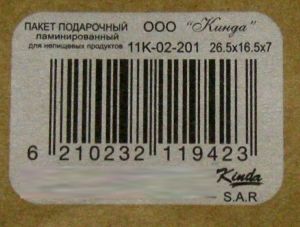 ПАКЕТ ПОДАРОЧНЫЙ ООО "Кинда"
ламинированный
для непищевых продуктов 11К-02-201 26.5x16.5x7
6 210232 119423
Kinda
S.A.R